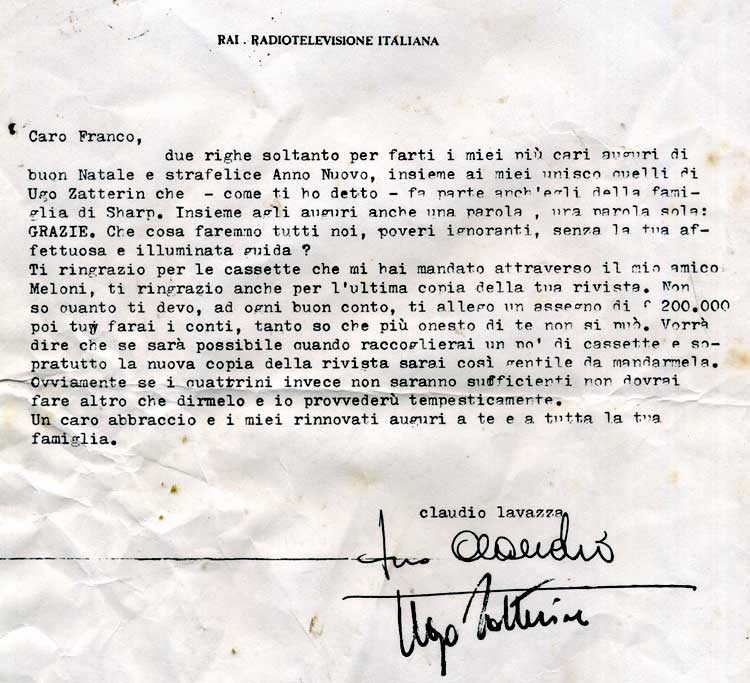 RAI . RADIOTELEVISIONE ITALIANA
Caro Franco,
due righe soltanto per farti i miei più cari auguri di
buon Natale e strafelice Anno Nuovo, insieme ai miei unisco quelli di
Ugo Zatterin che - come ti ho detto - fa parte anch'egli della fami-
glia di Sharp. Insieme agli auguri anche una parola , una parola sola:
GRAZIE. Che cosa faremmo tutti noi, poveri ignoranti, senza la tua af-
fettuosa e illuminata guida ?
Ti ringrazio per le cassette che mi hai mandato attraverso il mio amico
Meloni, ti ringrazio anche per l'ultima copia della tua rivista. Non
so quanto ti devo, ad ogni buon conto, ti allego un assegno di £ 200.000
poi tu farai i conti, tanto so che più onesto di te non si può. Vorrà
dire che se sarà possibile quando raccoglierai un po' di cassette e so-
pratutto la nuova copia della rivista sarai così gentile da mandarmela.
Ovviamente se i quattrini invece non saranno sufficienti non dovrai
fare altro che dirmelo e io provvederù tempesticamente.
Un caro abbraccio e i miei rinnovati auguri a te e a tutta la tua
famiglia.
claudio lavazza
tuo Claudio
Ugo Zatterin